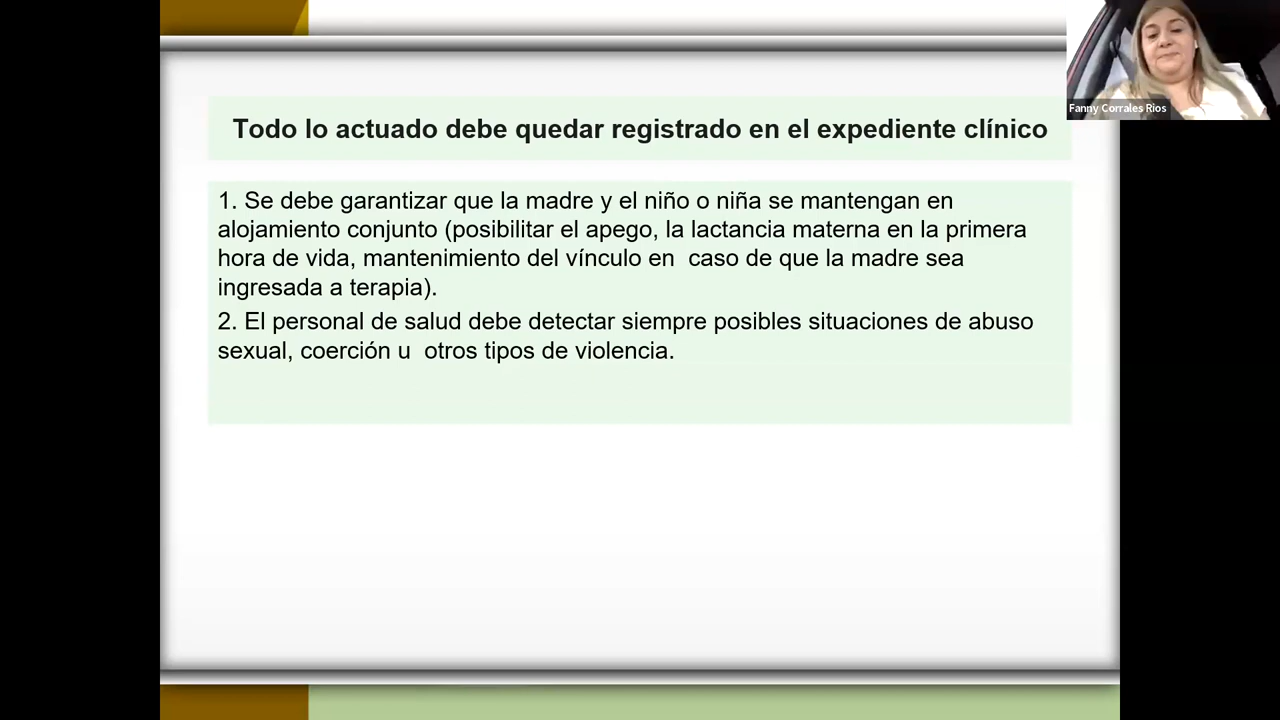 Fanny Corrales Rios
Todo lo actuado debe quedar registrado en el expediente clínico
1. Se debe garantizar que la madre y el niño o niña se mantengan en
alojamiento conjunto (posibilitar el apego, la lactancia materna en la primera
hora de vida, mantenimiento del vínculo en  caso de que la madre sea
ingresada a terapia).
2. El personal de salud debe detectar siempre posibles situaciones de abuso
sexual, coerción u  otros tipos de violencia.